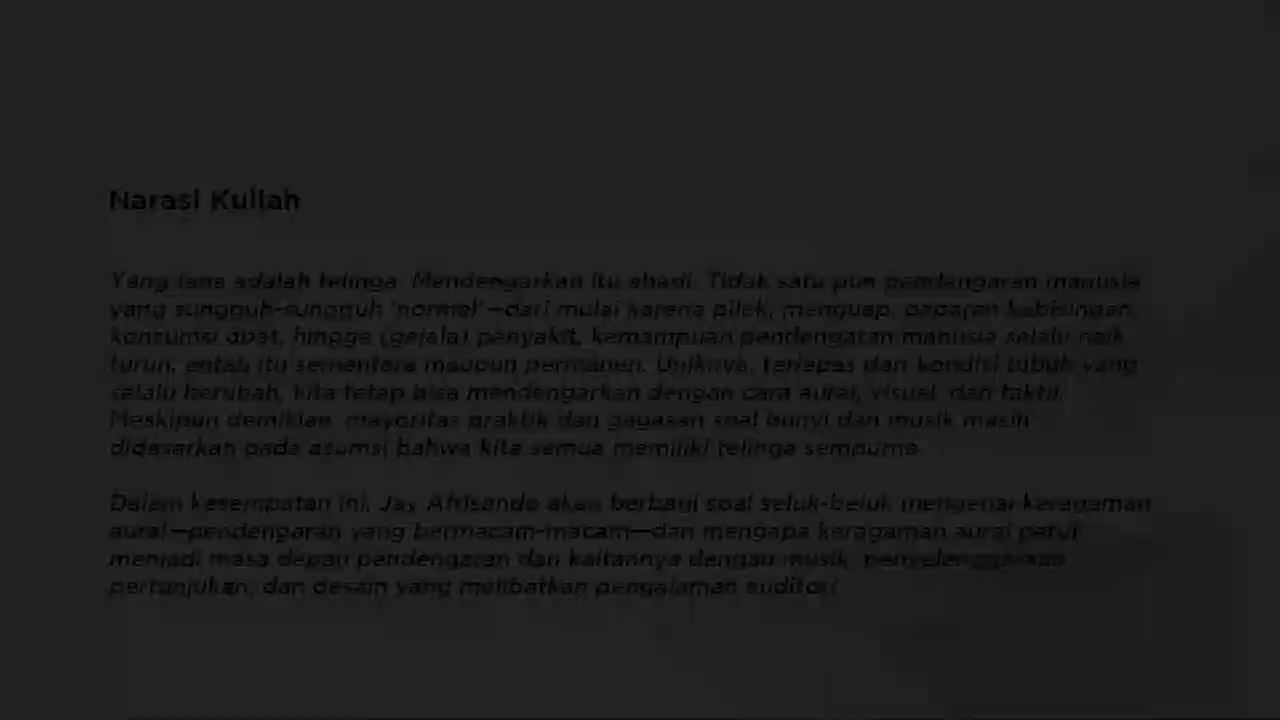 Narasi Kuliah
Yang fana adalah telinga. Mendengarkan itu abadi. Tidak satu pun pendengaran manusia
yang sungguh-sungguh 'normal'—dari mulai karena pilek, menguap, paparan kebisingan,
konsumsi obat, hingga (gejala) penyakit, kemampuan pendengatan manusia selalu naik
turun, entah itu sementara maupun permanen. Uniknya, terlepas dari kondisi tubuh yang
selalu berubah, kita tetap bisa mendengarkan dengan cara aural, visual, dan taktil.
Meskipun demikian, mayoritas praktik dan gagasan soal bunyi dan musik masih
didasarkan pada asumsi bahwa kita semua memiliki telinga sempurna.
Dalam kesempatan ini, Jay Afrisando akan berbagi soal seluk-beluk mengenai keragaman
aural—pendengaran yang bermacam-macam—dan mengapa keragaman aural patut
menjadi masa depan pendengaran dan kaitannya dengan musik, penyelenggaraan
pertunjukan, dan desain yang melibatkan pengalaman auditori.